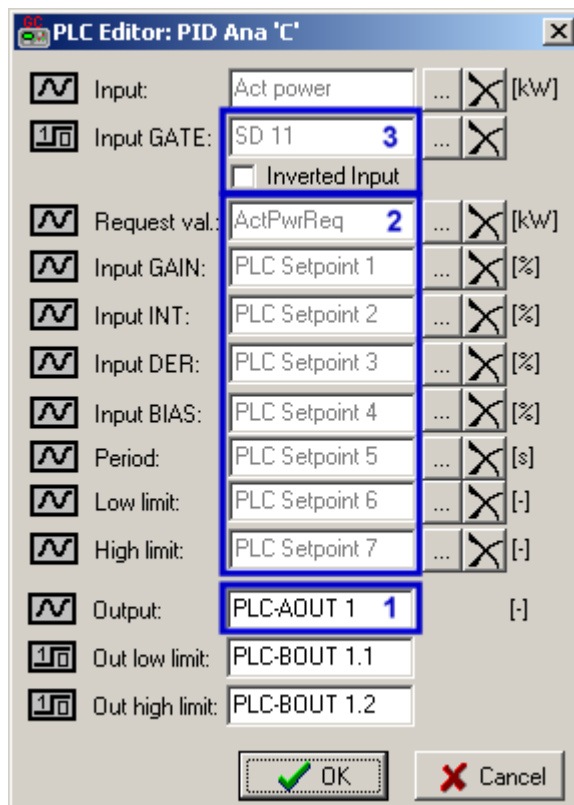 GC PLC Editor: PID Ana 'C'
Input: Act power ... [kW]
Input GATE: SD 11 3 ...
Inverted Input
Request val.: ActPwrReq 2 ... [kW]
Input GAIN: PLC Setpoint 1 ... [%]
Input INT: PLC Setpoint 2 ... [%]
Input DER: PLC Setpoint 3 ... [%]
Input BIAS: PLC Setpoint 4 ... [%]
Period: PLC Setpoint 5 ... [s]
Low limit: PLC Setpoint 6 ... [-]
High limit: PLC Setpoint 7 ... [-]
Output: PLC-AOUT 1 1 [-]
Out low limit: PLC-BOUT 1.1
Out high limit: PLC-BOUT 1.2
OK Cancel